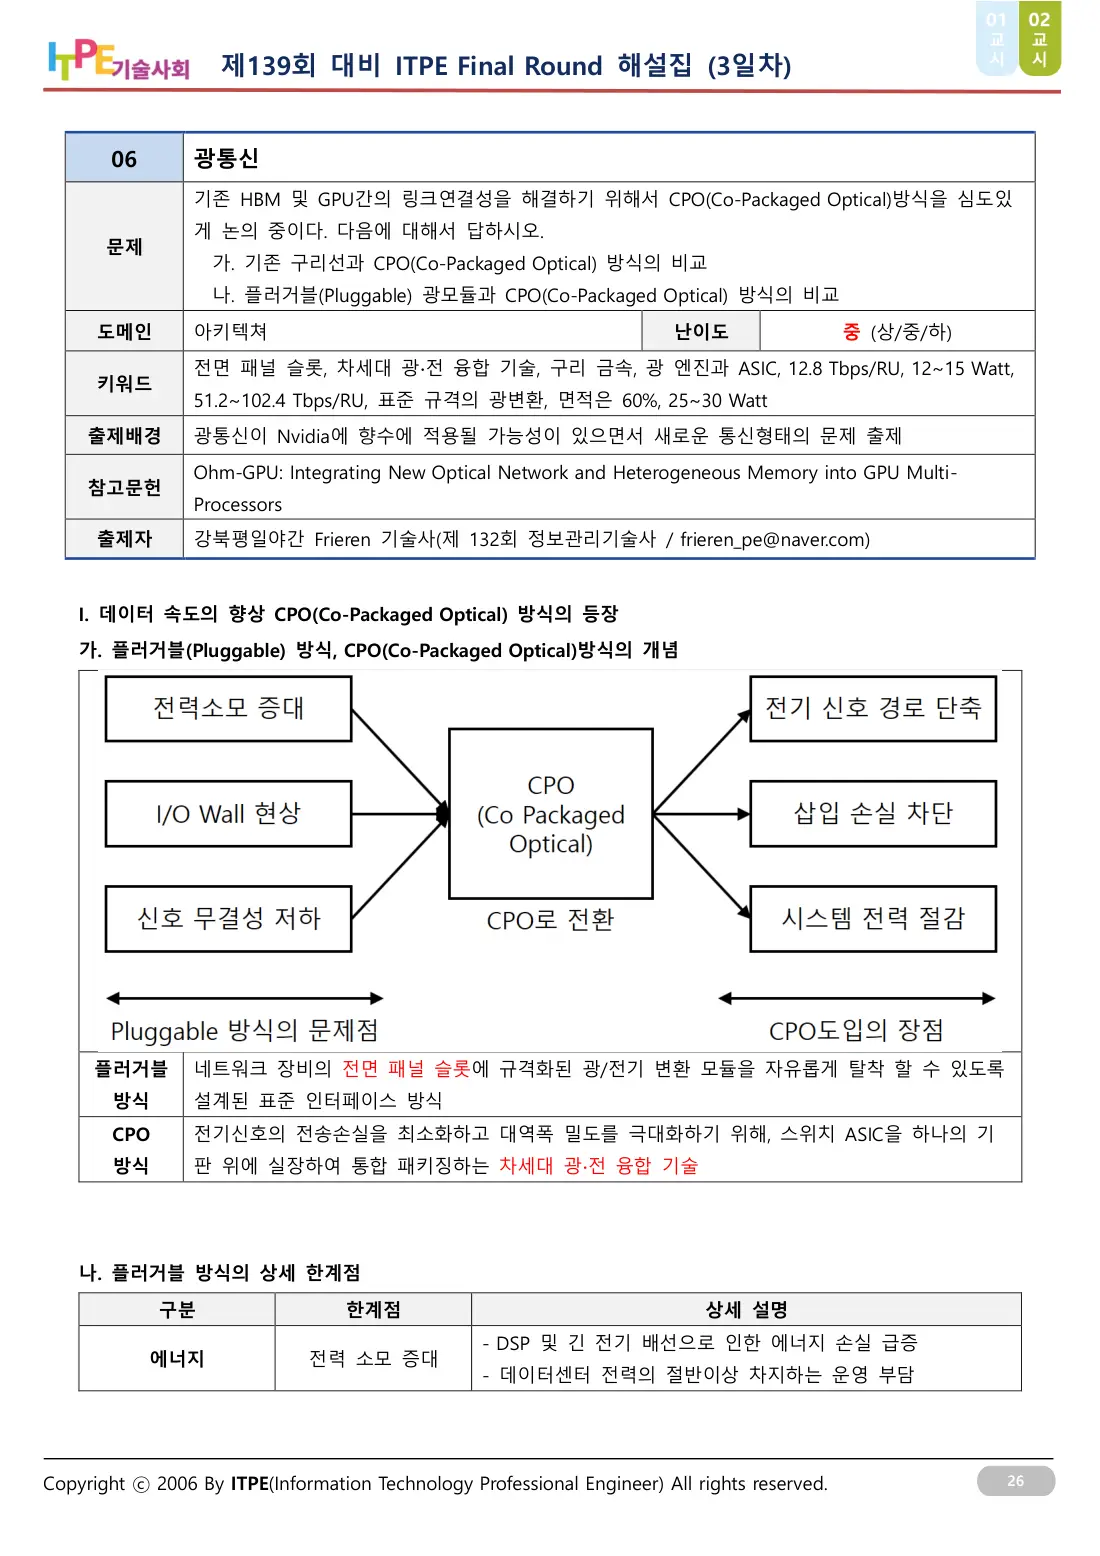 01
교
시
02
교
시
ITPE기술사회 제139회 대비 ITPE Final Round 해설집 (3일차)
06 광통신
문제
기존 HBM 및 GPU간의 링크연결성을 해결하기 위해서 CPO(Co-Packaged Optical)방식을 심도있
게 논의 중이다. 다음에 대해서 답하시오.
가. 기존 구리선과 CPO(Co-Packaged Optical) 방식의 비교
나. 플러거블(Pluggable) 광모듈과 CPO(Co-Packaged Optical) 방식의 비교
도메인 아키텍쳐 난이도 중 (상/중/하)
키워드
전면 패널 슬롯, 차세대 광·전 융합 기술, 구리 금속, 광 엔진과 ASIC, 12.8 Tbps/RU, 12~15 Watt,
51.2~102.4 Tbps/RU, 표준 규격의 광변환, 면적은 60%, 25~30 Watt
출제배경 광통신이 Nvidia에 향수에 적용될 가능성이 있으면서 새로운 통신형태의 문제 출제
참고문헌
Ohm-GPU: Integrating New Optical Network and Heterogeneous Memory into GPU Multi-
Processors
출제자 강북평일야간 Frieren 기술사(제 132회 정보관리기술사 / frieren_pe@naver.com)
I. 데이터 속도의 향상 CPO(Co-Packaged Optical) 방식의 등장
가. 플러거블(Pluggable) 방식, CPO(Co-Packaged Optical)방식의 개념
전력소모 증대
I/O Wall 현상
신호 무결성 저하
Pluggable 방식의 문제점
CPO
(Co Packaged
Optical)
CPO로 전환
전기 신호 경로 단축
삽입 손실 차단
시스템 전력 절감
CPO도입의 장점
플러거블
방식
네트워크 장비의 전면 패널 슬롯에 규격화된 광/전기 변환 모듈을 자유롭게 탈착 할 수 있도록
설계된 표준 인터페이스 방식
CPO
방식
전기신호의 전송손실을 최소화하고 대역폭 밀도를 극대화하기 위해, 스위치 ASIC을 하나의 기
판 위에 실장하여 통합 패키징하는 차세대 광·전 융합 기술
나. 플러거블 방식의 상세 한계점
구분 한계점 상세 설명
에너지 전력 소모 증대
- DSP 및 긴 전기 배선으로 인한 에너지 손실 급증
- 데이터센터 전력의 절반이상 차지하는 운영 부담
Copyright ⓒ 2006 By ITPE(Information Technology Professional Engineer) All rights reserved.
26